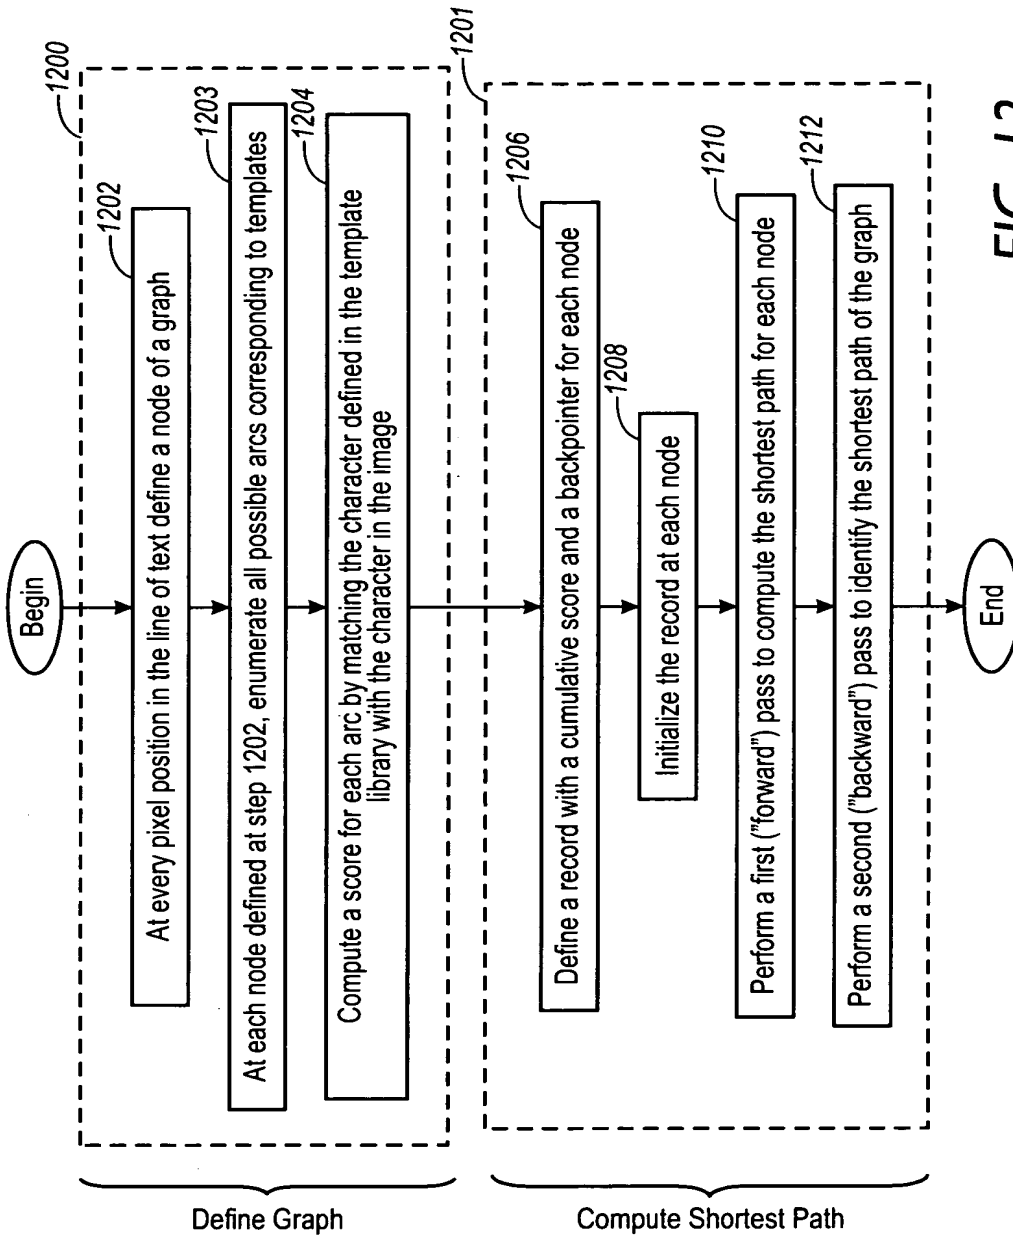 Begin
1200
1202
At every pixel position in the line of text define a node of a graph
1203
At each node defined at step 1202, enumerate all possible arcs corresponding to templates
1204
Compute a score for each arc by matching the character defined in the template
library with the character in the image
Define Graph
1201
1206
Define a record with a cumulative score and a backpointer for each node
1208
Initialize the record at each node
1210
Perform a first ("forward") pass to compute the shortest path for each node
1212
Perform a second ("backward") pass to identify the shortest path of the graph
Compute Shortest Path
End
FIG. 12